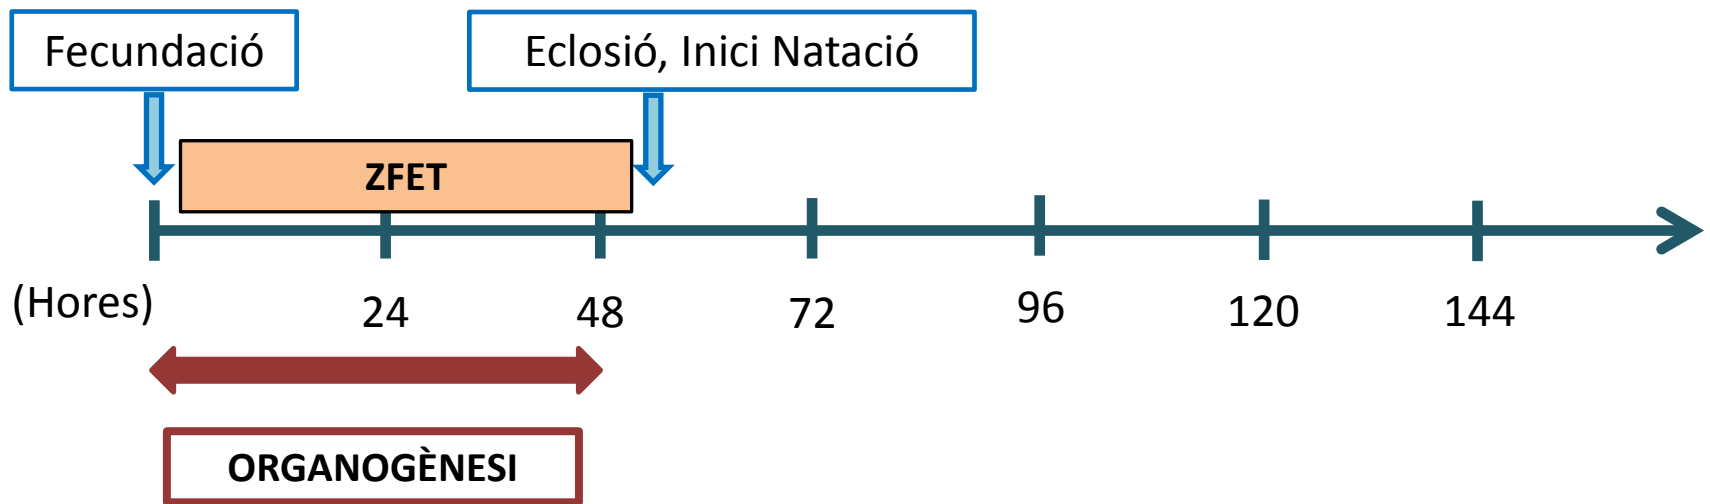 Fecundació
Eclosió, Inici Natació
ZFET
(Hores)
24
48
72
96
120
144
ORGANOGÈNESI